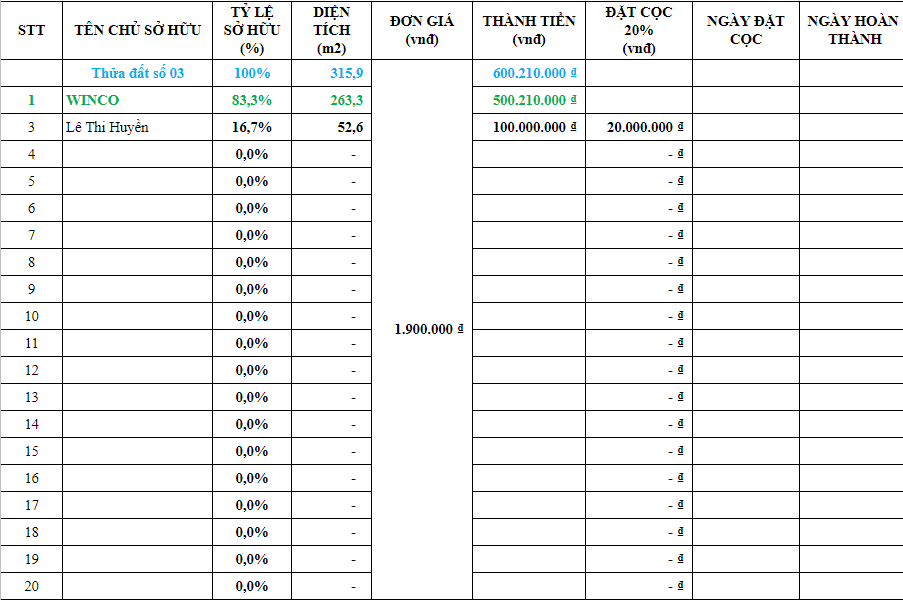 STT TÊN CHỦ SỞ HỮU TỶ LỆ SỞ HỮU (%) DIỆN TÍCH (m2) ĐƠN GIÁ (vnđ) THÀNH TIỀN (vnđ) ĐẶT CỌC 20% (vnđ) NGÀY ĐẶT CỌC NGÀY HOÀN THÀNH
Thửa đất số 03 100% 315,9 600.210.000 ₫
1 WINCO 83,3% 263,3 500.210.000 ₫
3 Lê Thi Huyền 16,7% 52,6 100.000.000 ₫ 20.000.000 ₫
4 0,0% - - ₫
5 0,0% - - ₫
6 0,0% - - ₫
7 0,0% - - ₫
8 0,0% - - ₫
9 0,0% - - ₫
10 0,0% - - ₫
1.900.000 ₫
11 0,0% - - ₫
12 0,0% - - ₫
13 0,0% - - ₫
14 0,0% - - ₫
15 0,0% - - ₫
16 0,0% - - ₫
17 0,0% - - ₫
18 0,0% - - ₫
19 0,0% - - ₫
20 0,0% - - ₫